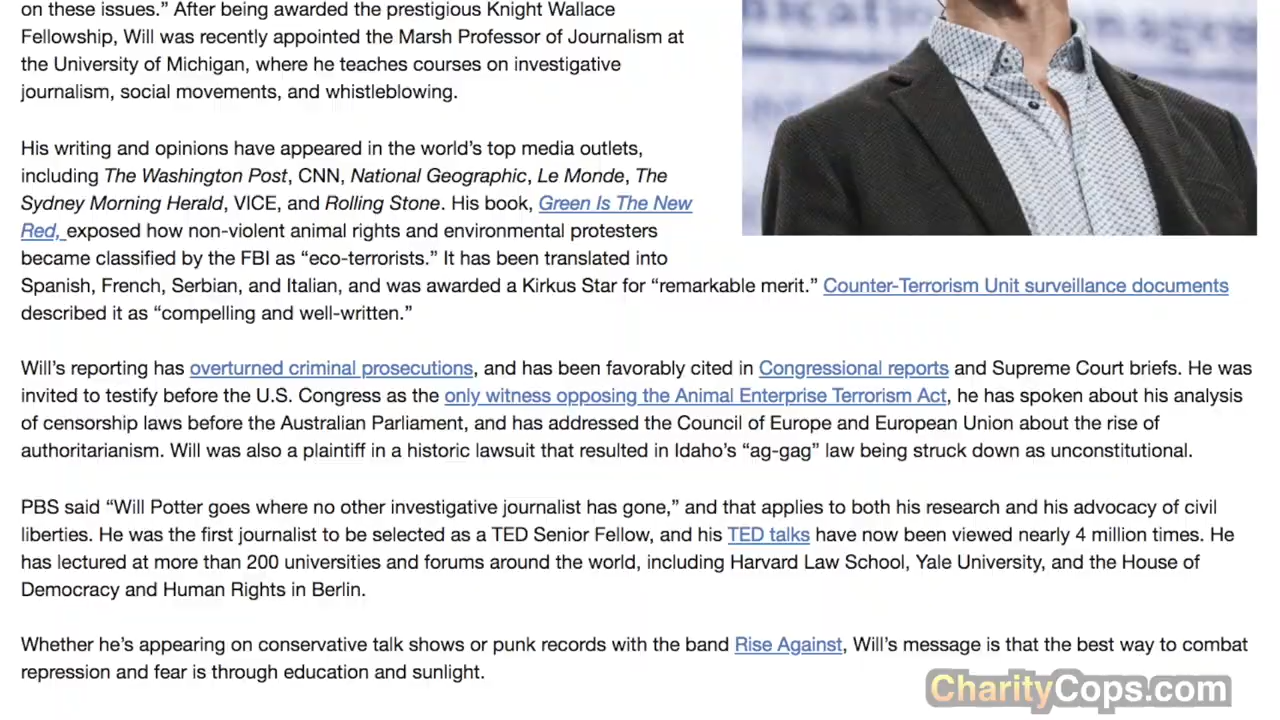 on these issues.” After being awarded the prestigious Knight Wallace
Fellowship, Will was recently appointed the Marsh Professor of Journalism at
the University of Michigan, where he teaches courses on investigative
journalism, social movements, and whistleblowing.
His writing and opinions have appeared in the world’s top media outlets,
including The Washington Post, CNN, National Geographic, Le Monde, The
Sydney Morning Herald, VICE, and Rolling Stone. His book, Green Is The New
Red, exposed how non-violent animal rights and environmental protesters
became classified by the FBI as “eco-terrorists.” It has been translated into
Spanish, French, Serbian, and Italian, and was awarded a Kirkus Star for “remarkable merit.” Counter-Terrorism Unit surveillance documents
described it as “compelling and well-written.”
Will’s reporting has overturned criminal prosecutions, and has been favorably cited in Congressional reports and Supreme Court briefs. He was
invited to testify before the U.S. Congress as the only witness opposing the Animal Enterprise Terrorism Act, he has spoken about his analysis
of censorship laws before the Australian Parliament, and has addressed the Council of Europe and European Union about the rise of
authoritarianism. Will was also a plaintiff in a historic lawsuit that resulted in Idaho’s “ag-gag” law being struck down as unconstitutional.
PBS said “Will Potter goes where no other investigative journalist has gone,” and that applies to both his research and his advocacy of civil
liberties. He was the first journalist to be selected as a TED Senior Fellow, and his TED talks have now been viewed nearly 4 million times. He
has lectured at more than 200 universities and forums around the world, including Harvard Law School, Yale University, and the House of
Democracy and Human Rights in Berlin.
Whether he’s appearing on conservative talk shows or punk records with the band Rise Against, Will’s message is that the best way to combat
repression and fear is through education and sunlight.
CharityCops.com